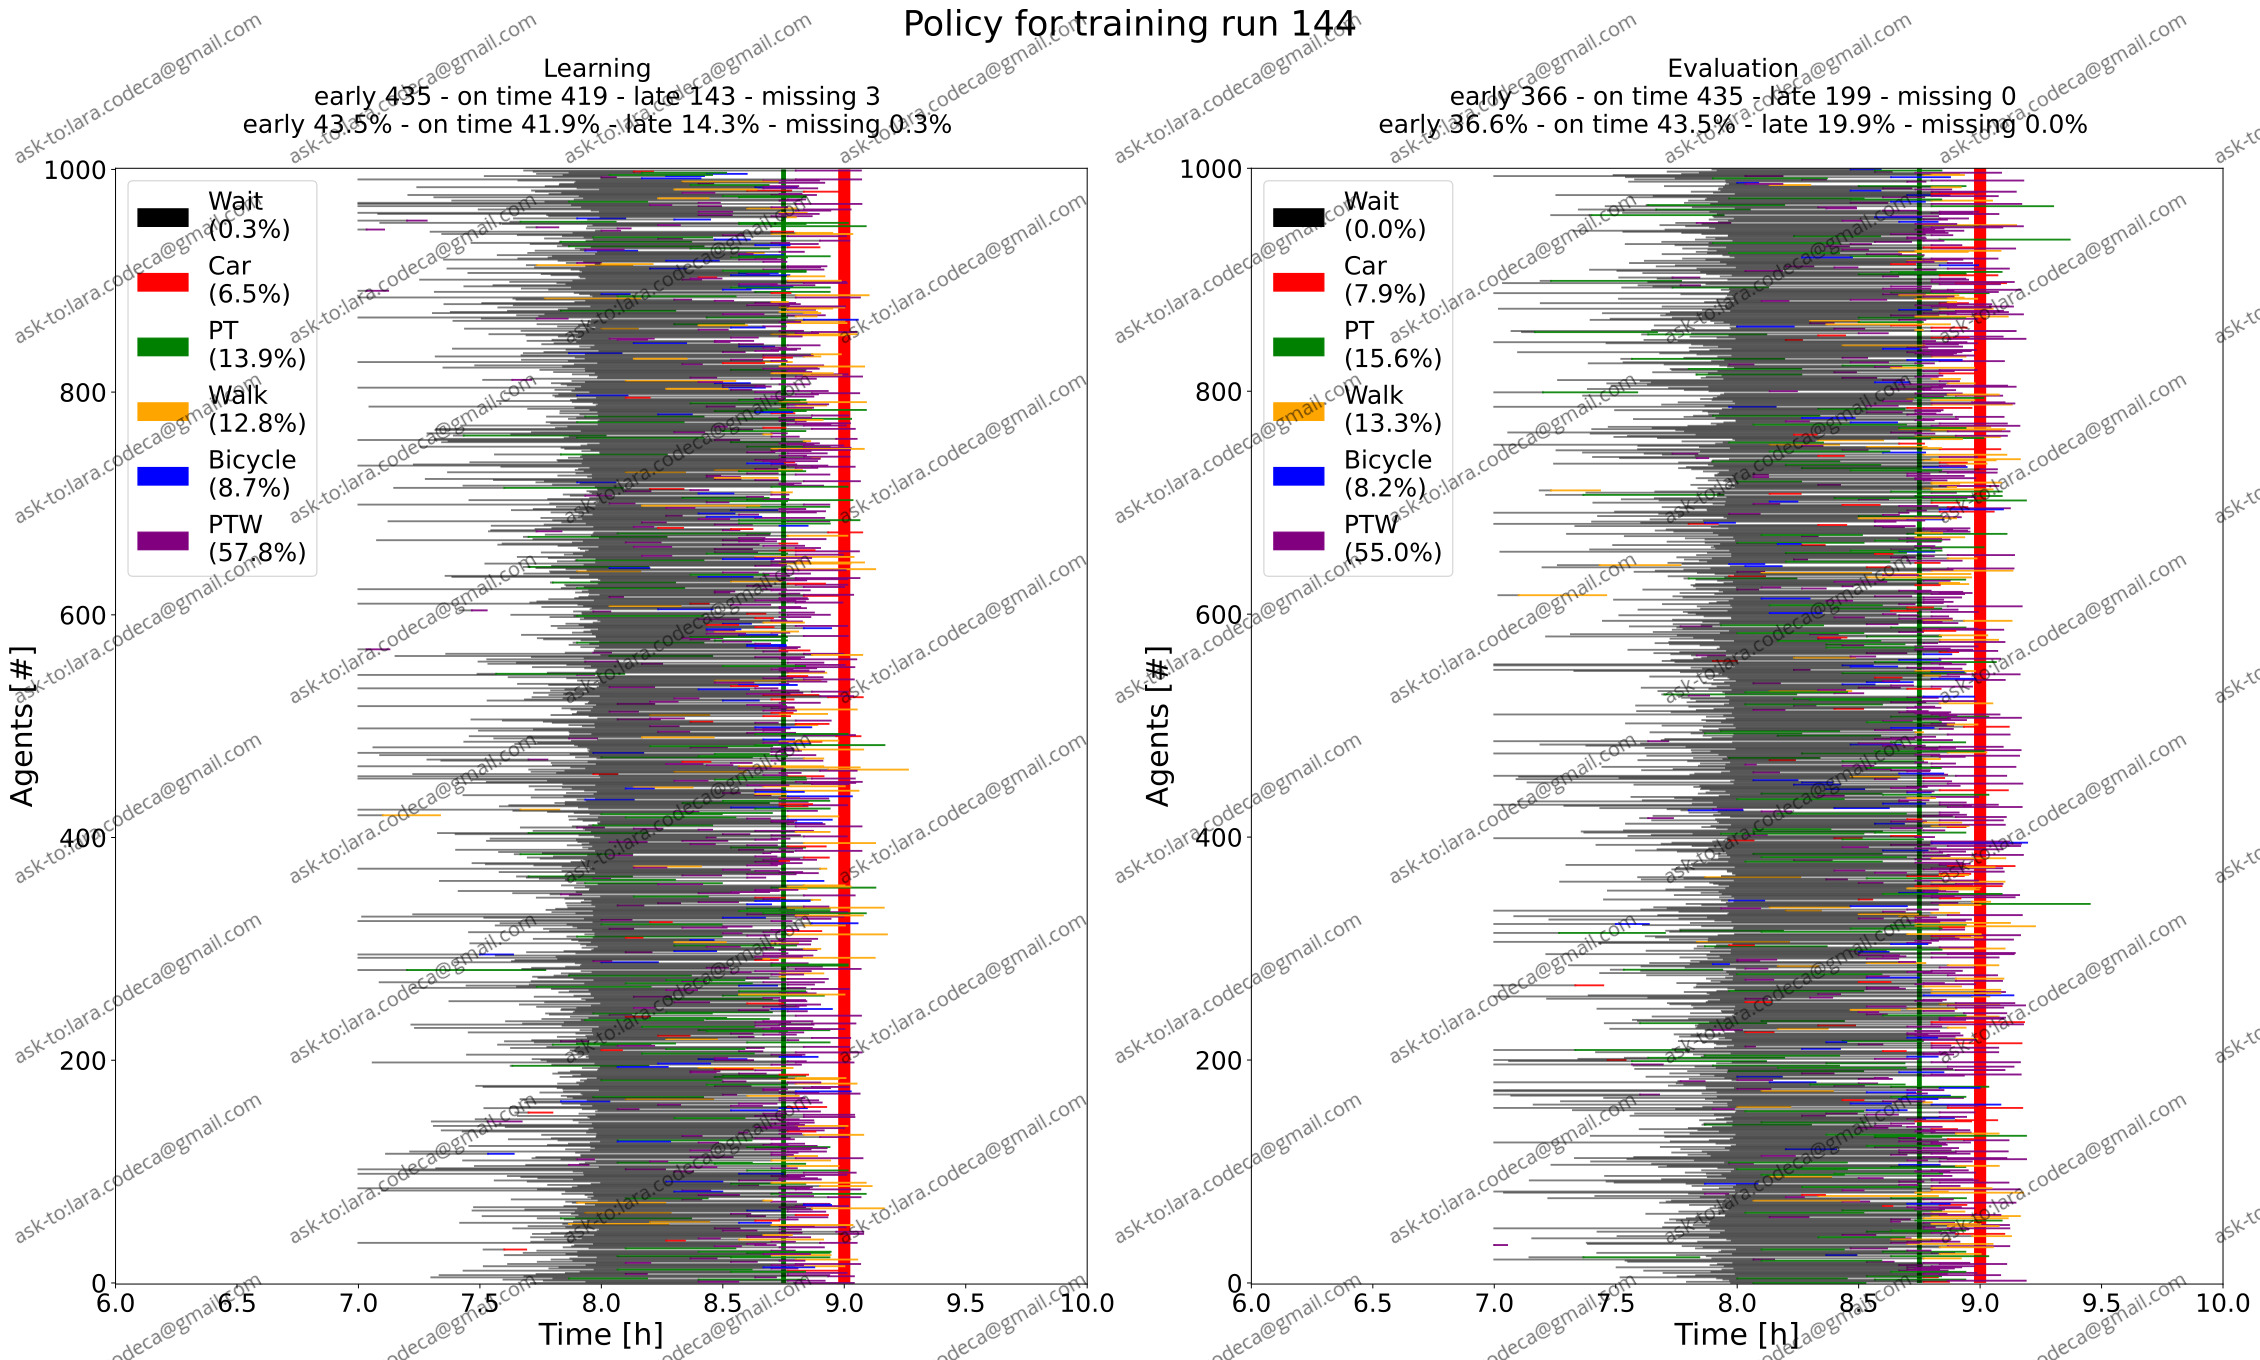 Policy for training run 144
Learning
early 435 - on time 419 - late 143 - missing 3
early 43.5% - on time 41.9% - late 14.3% - missing 0.3%
1000
800
600
400
200
0
Agents [#]
Wait
(0.3%)
Car
(6.5%)
PT
(13.9%)
Walk
(12.8%)
Bicycle
(8.7%)
PTW
(57.8%)
6.0 6.5 7.0 7.5 8.0 8.5 9.0 9.5 10.0
Time [h]
Evaluation
early 366 - on time 435 - late 199 - missing 0
early 36.6% - on time 43.5% - late 19.9% - missing 0.0%
1000
800
600
400
200
0
Agents [#]
Wait
(0.0%)
Car
(7.9%)
PT
(15.6%)
Walk
(13.3%)
Bicycle
(8.2%)
PTW
(55.0%)
6.0 6.5 7.0 7.5 8.0 8.5 9.0 9.5 10.0
Time [h]
ask-to:lara.codeca@gmail.com